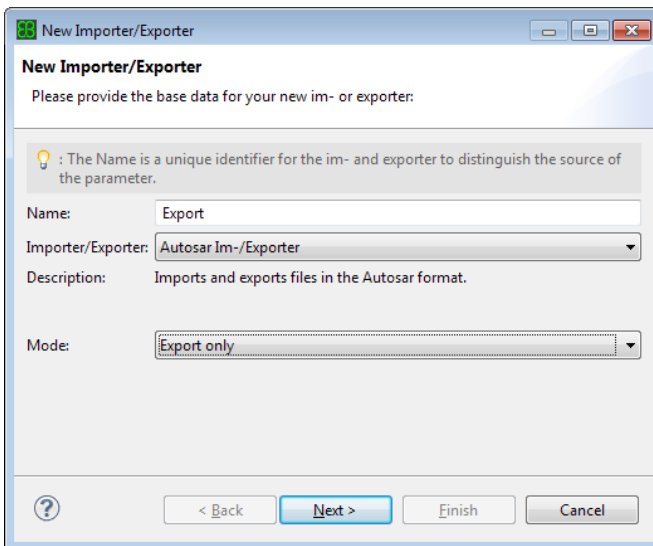 New Importer/Exporter
New Importer/Exporter
Please provide the base data for your new im- or exporter:
: The Name is a unique identifier for the im- and exporter to distinguish the source of
the parameter.
Name: Export
Importer/Exporter: Autosar Im-/Exporter
Description: Imports and exports files in the Autosar format.
Mode: Export only
? < Back Next > Finish Cancel